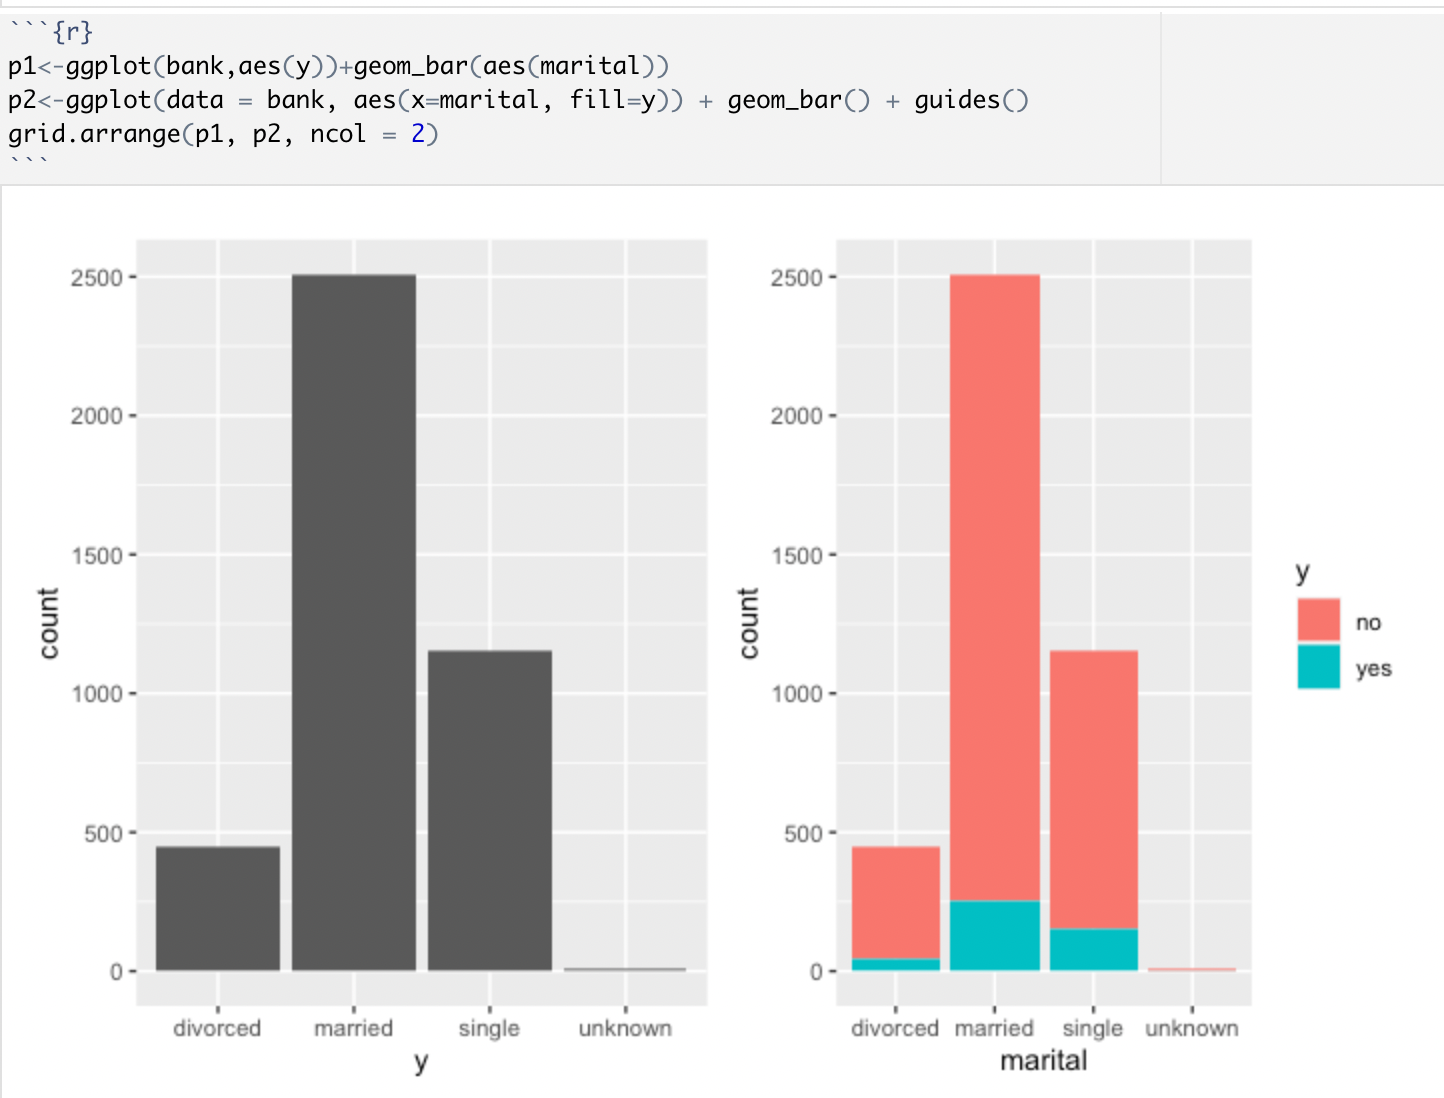 ```{r}
p1<-ggplot(bank,aes(y))+geom_bar(aes(marital))
p2<-ggplot(data = bank, aes(x=marital, fill=y)) + geom_bar() + guides()
grid.arrange(p1, p2, ncol = 2)
```
2500
2000
1500
1000
500
0
count
divorced married single unknown
y
2500
2000
1500
1000
500
0
count
divorced married single unknown
marital
y
no
yes